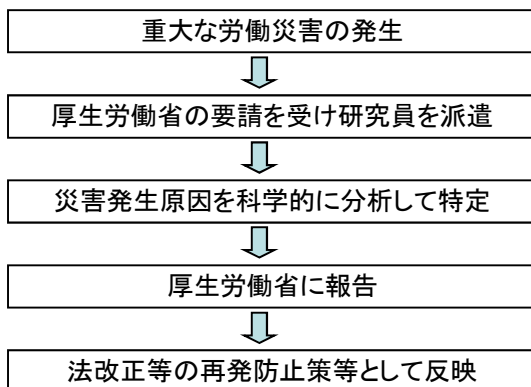 重大な労働災害の発生
厚生労働省の要請を受け研究員を派遣
災害発生原因を科学的に分析して特定
厚生労働省に報告
法改正等の再発防止策等として反映